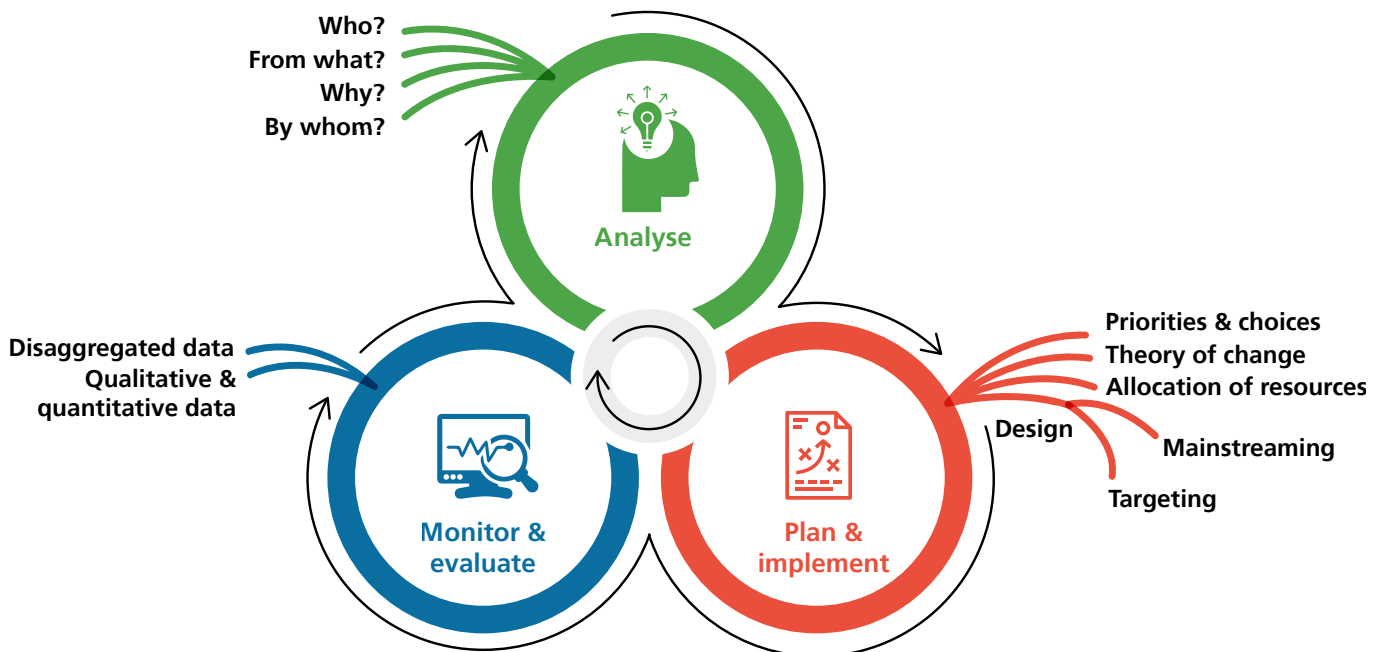 Who?
From what?
Why?
By whom?
Analyse
Disaggregated data
Qualitative &
quantitative data
Monitor &
evaluate
Plan &
implement
Priorities & choices
Theory of change
Allocation of resources
Design
Mainstreaming
Targeting